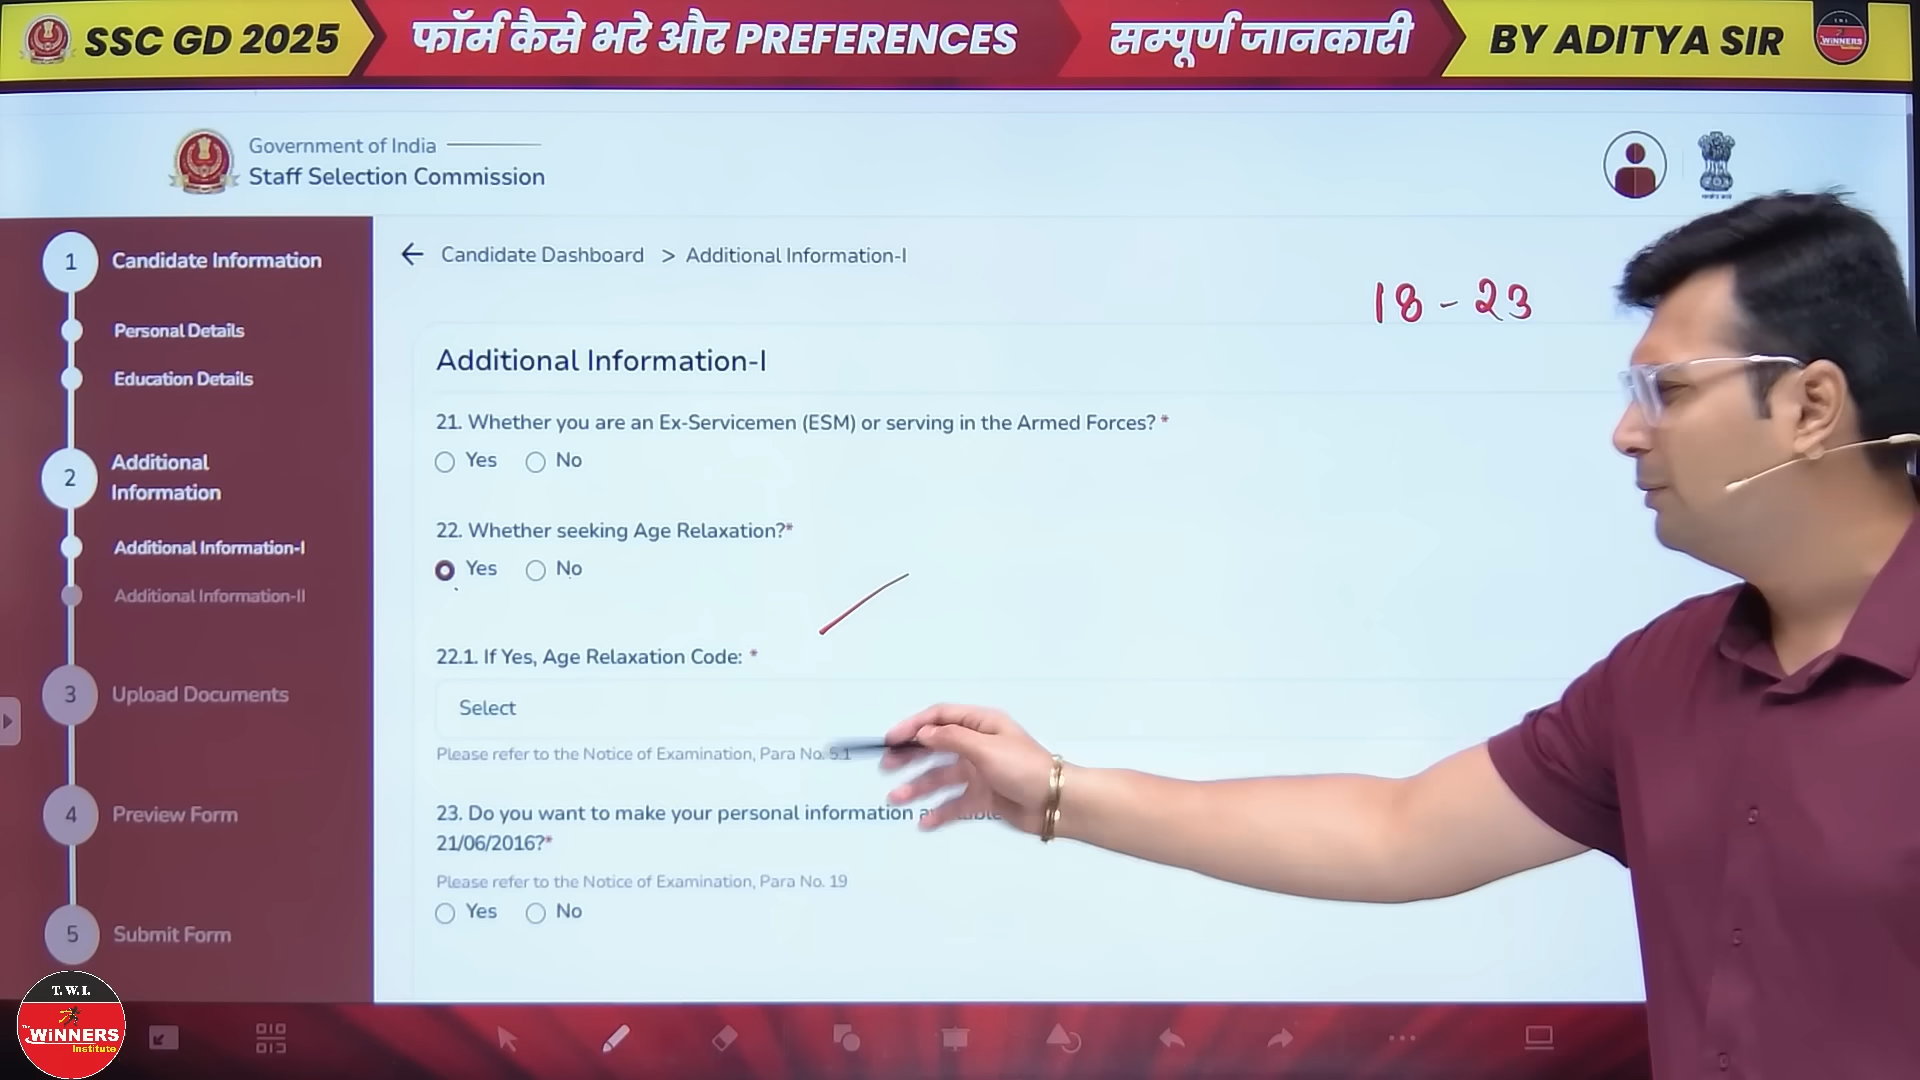 SSC GD 2025
फॉर्म कैसे भरे और PREFERENCES
सम्पूर्ण जानकारी
BY ADITYA SIR
T.W.I.
WiNNERS
Government of India
Staff Selection Commission
1 Candidate Information
Personal Details
Education Details
2 Additional
Information
Additional Information-I
Additional Information-II
3 Upload Documents
4 Preview Form
5 Submit Form
← Candidate Dashboard > Additional Information-I
18 - 23
Additional Information-I
21. Whether you are an Ex-Servicemen (ESM) or serving in the Armed Forces? *
Yes No
22. Whether seeking Age Relaxation?*
Yes No
22.1. If Yes, Age Relaxation Code: *
Select
Please refer to the Notice of Examination, Para No. 5.1
23. Do you want to make your personal information
21/06/2016?*
Please refer to the Notice of Examination, Para No. 19
Yes No
T.W.I.
The WiNNERS
Institute